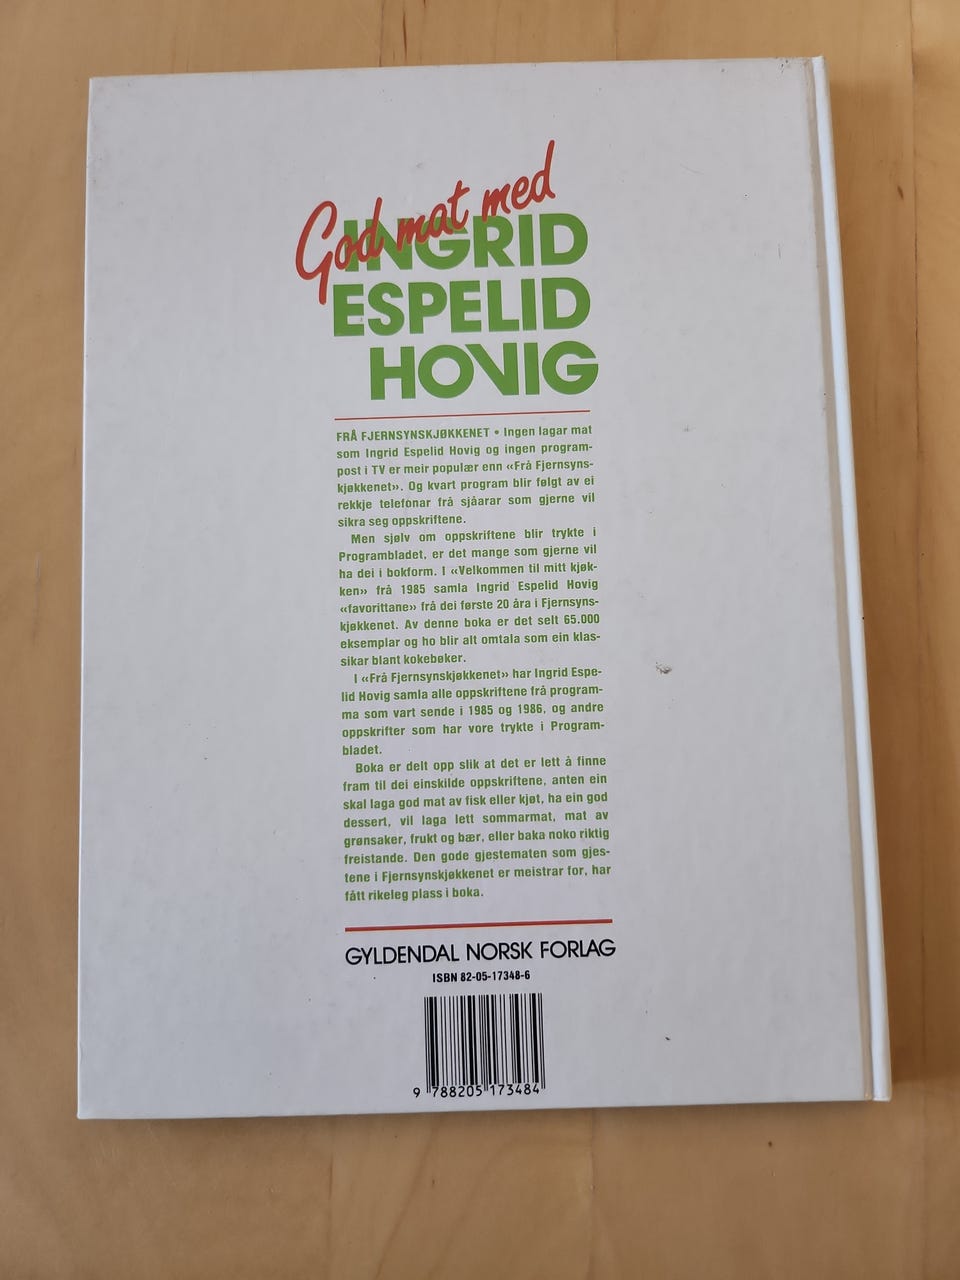 God mat med
INGRID
ESPELID
HOVIG
FRÅ FJERNSYNSKJØKKENET • Ingen lagar mat
som Ingrid Espelid Hovig og ingen program-
post i TV er meir populær enn «Frå Fjernsyns-
kjøkkenet». Og kvart program blir følgt av ei
rekkje telefonar frå sjåarar som gjerne vil
sikra seg oppskriftene.
Men sjølv om oppskriftene blir trykte i
Programbladet, er det mange som gjerne vil
ha dei i bokform. I «Velkommen til mitt kjøk-
ken» frå 1985 samla Ingrid Espelid Hovig
«favorittane» frå dei første 20 åra i Fjernsyns-
kjøkkenet. Av denne boka er det selt 65.000
eksemplar og ho blir alt omtala som ein klas-
sikar blant kokebøker.
I «Frå Fjernsynskjøkkenet» har Ingrid Espe-
lid Hovig samla alle oppskriftene frå program-
ma som vart sende i 1985 og 1986, og andre
oppskrifter som har vore trykte i Program-
bladet.
Boka er delt opp slik at det er lett å finne
fram til dei einskilde oppskriftene, anten ein
skal laga god mat av fisk eller kjøt, ha ein god
dessert, vil laga lett sommarmat, mat av
grønsaker, frukt og bær, eller baka noko riktig
freistande. Den gode gjestematen som gjes-
tene i Fjernsynskjøkkenet er meistrar for, har
fått rikeleg plass i boka.
GYLDENDAL NORSK FORLAG
ISBN 82-05-17348-6
9 788205 173484